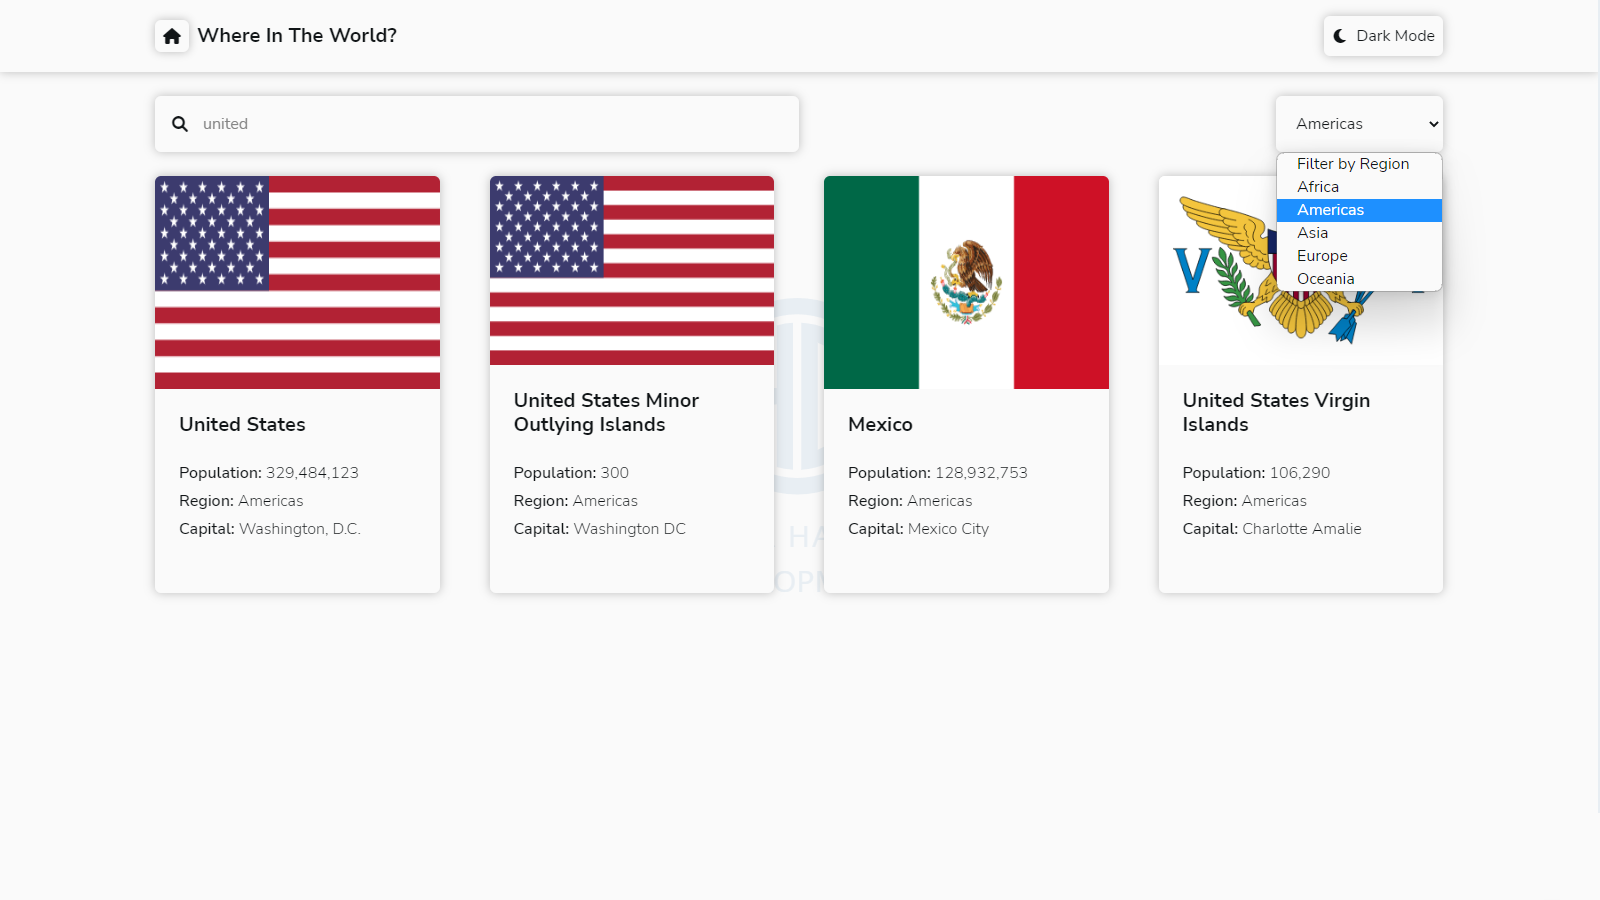 Where In The World?
Dark Mode
united
Americas
Filter by Region
Africa
Americas
Asia
Europe
Oceania
V
United States
Population: 329,484,123
Region: Americas
Capital: Washington, D.C.
United States Minor
Outlying Islands
Population: 300
Region: Americas
Capital: Washington DC
Mexico
Population: 128,932,753
Region: Americas
Capital: Mexico City
United States Virgin
Islands
Population: 106,290
Region: Americas
Capital: Charlotte Amalie